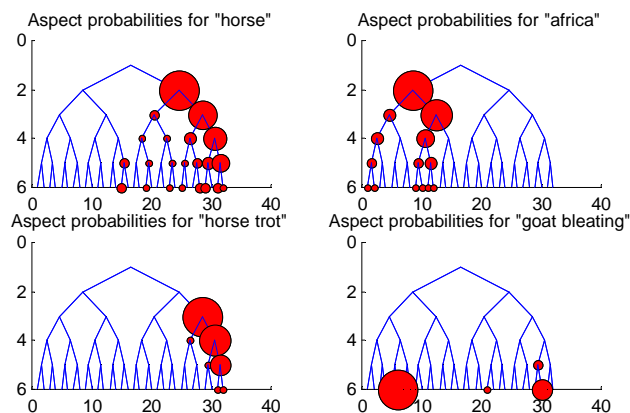 Aspect probabilities for "horse"
0
2
4
6
0 10 20 30 40
Aspect probabilities for "africa"
0
2
4
6
0 10 20 30 40
Aspect probabilities for "horse trot"
0
2
4
6
0 10 20 30 40
Aspect probabilities for "goat bleating"
0
2
4
6
0 10 20 30 40